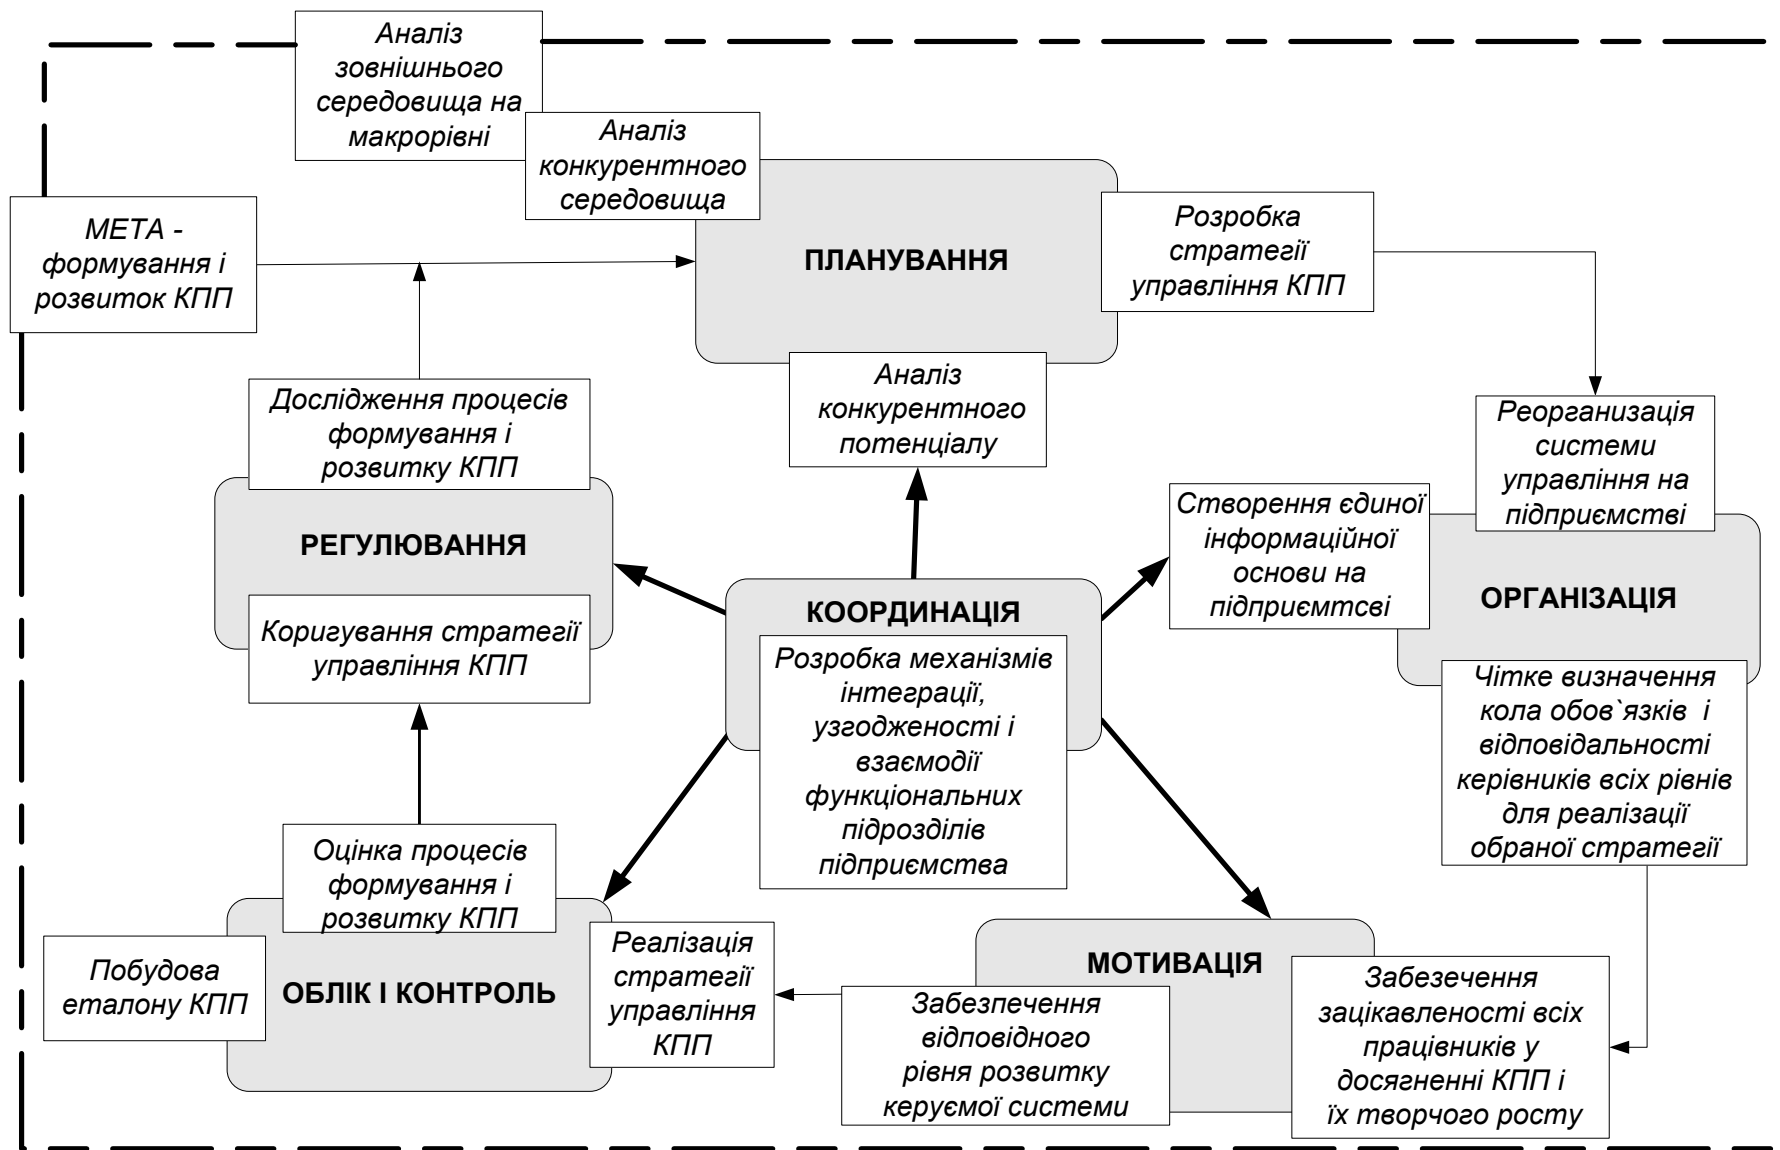 Аналіз
зовнішнього
середовища на
макрорівні
Аналіз
конкурентного
середовища
МЕТА -
формування і
розвиток КПП
ПЛАНУВАННЯ
Розробка
стратегії
управління КПП
Аналіз
конкурентного
потенціалу
Дослідження процесів
формування і
розвитку КПП
РЕГУЛЮВАННЯ
Коригування стратегії
управління КПП
Реорганизація
системи
управління на
підприємстві
Створення єдиної
інформаційної
основи на
підприємтсві
ОРГАНІЗАЦІЯ
Чітке визначення
кола обов`язків і
відповідальності
керівників всіх рівнів
для реалізації
обраної стратегії
КООРДИНАЦІЯ
Розробка механізмів
інтеграції,
узгодженості і
взаємодії
функціональних
підрозділів
підприємства
Оцінка процесів
формування і
розвитку КПП
Побудова
еталону КПП
ОБЛІК І КОНТРОЛЬ
Реалізація
стратегії
управління
КПП
МОТИВАЦІЯ
Забезпечення
відповідного
рівня розвитку
керуємої системи
Забезечення
зацікавленості всіх
працівників у
досягненні КПП і
їх творчого росту